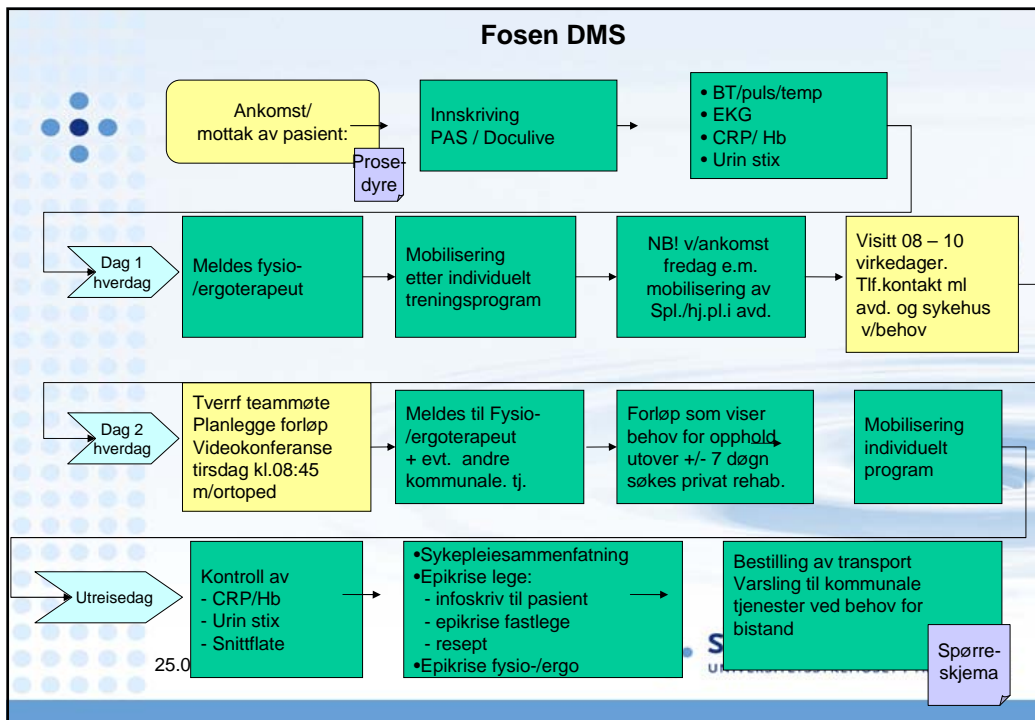 Fosen DMS
Ankomst/
mottak av pasient:
Prose-
dyre
Innskriving
PAS / Doculive
• BT/puls/temp
• EKG
• CRP/ Hb
• Urin stix
Dag 1
hverdag
Meldes fysio-
/ergoterapeut
Mobilisering
etter individuelt
treningsprogram
NB! v/ankomst
fredag e.m.
mobilisering av
Spl./hj.pl.i avd.
Visitt 08 – 10
virkedager.
Tlf.kontakt ml
avd. og sykehus
v/behov
Dag 2
hverdag
Tverrf teammøte
Planlegge forløp
Videokonferanse
tirsdag kl.08:45
m/ortoped
Meldes til Fysio-
/ergoterapeut
+ evt. andre
kommunale. tj.
Forløp som viser
behov for opphold
utover +/- 7 døgn
søkes privat rehab.
Mobilisering
individuelt
program
Utreisedag
Kontroll av
- CRP/Hb
- Urin stix
- Snittflate
•Sykepleiesammenfatning
•Epikrise lege:
- infoskriv til pasient
- epikrise fastlege
- resept
•Epikrise fysio-/ergo
Bestilling av transport
Varsling til kommunale
tjenester ved behov for
bistand
Spørre-
skjema
25.0